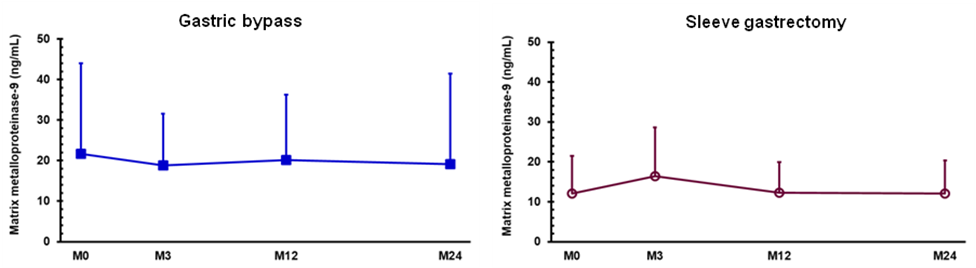 Gastric bypass
Matrix metalloproteinase-9 (ng/mL)
50
40
30
20
10
0
M0 M3 M12 M24
Sleeve gastrectomy
Matrix metalloproteinase-9 (ng/mL)
50
40
30
20
10
0
M0 M3 M12 M24